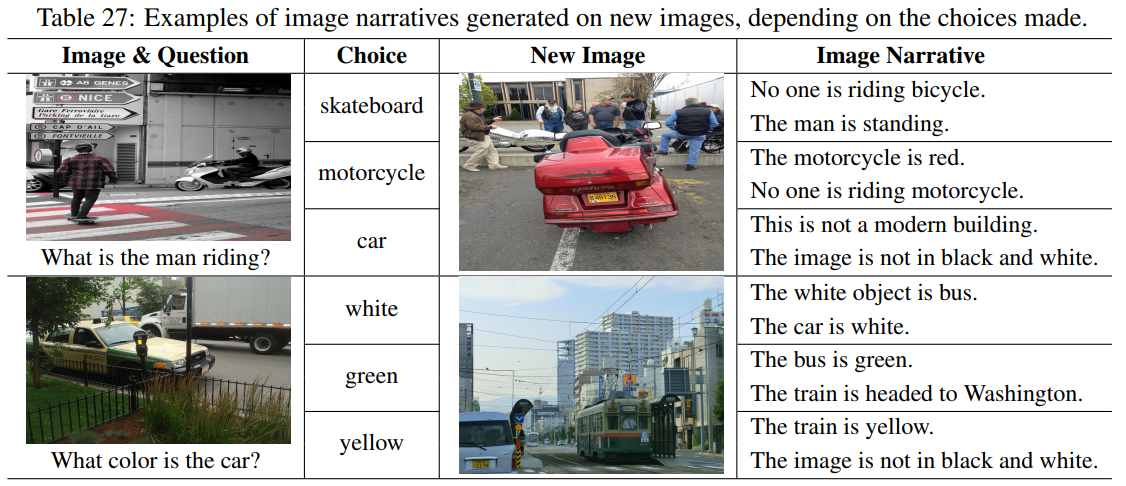 Table 27: Examples of image narratives generated on new images, depending on the choices made.
Image & Question Choice New Image Image Narrative
A8 GENES
NICE
Gare Ferroviaire
Parking de la Gare
CAP D'AIL
FONTVIEILLE
What is the man riding?
skateboard
motorcycle
car
No one is riding bicycle.
The man is standing.
The motorcycle is red.
No one is riding motorcycle.
This is not a modern building.
The image is not in black and white.
What color is the car?
white
green
yellow
The white object is bus.
The car is white.
The bus is green.
The train is headed to Washington.
The train is yellow.
The image is not in black and white.